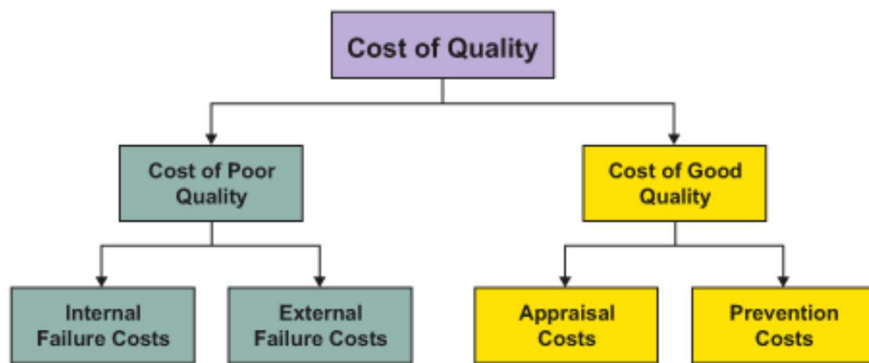 Cost of Quality
Cost of Poor
Quality
Cost of Good
Quality
Internal
Failure Costs
External
Failure Costs
Appraisal
Costs
Prevention
Costs